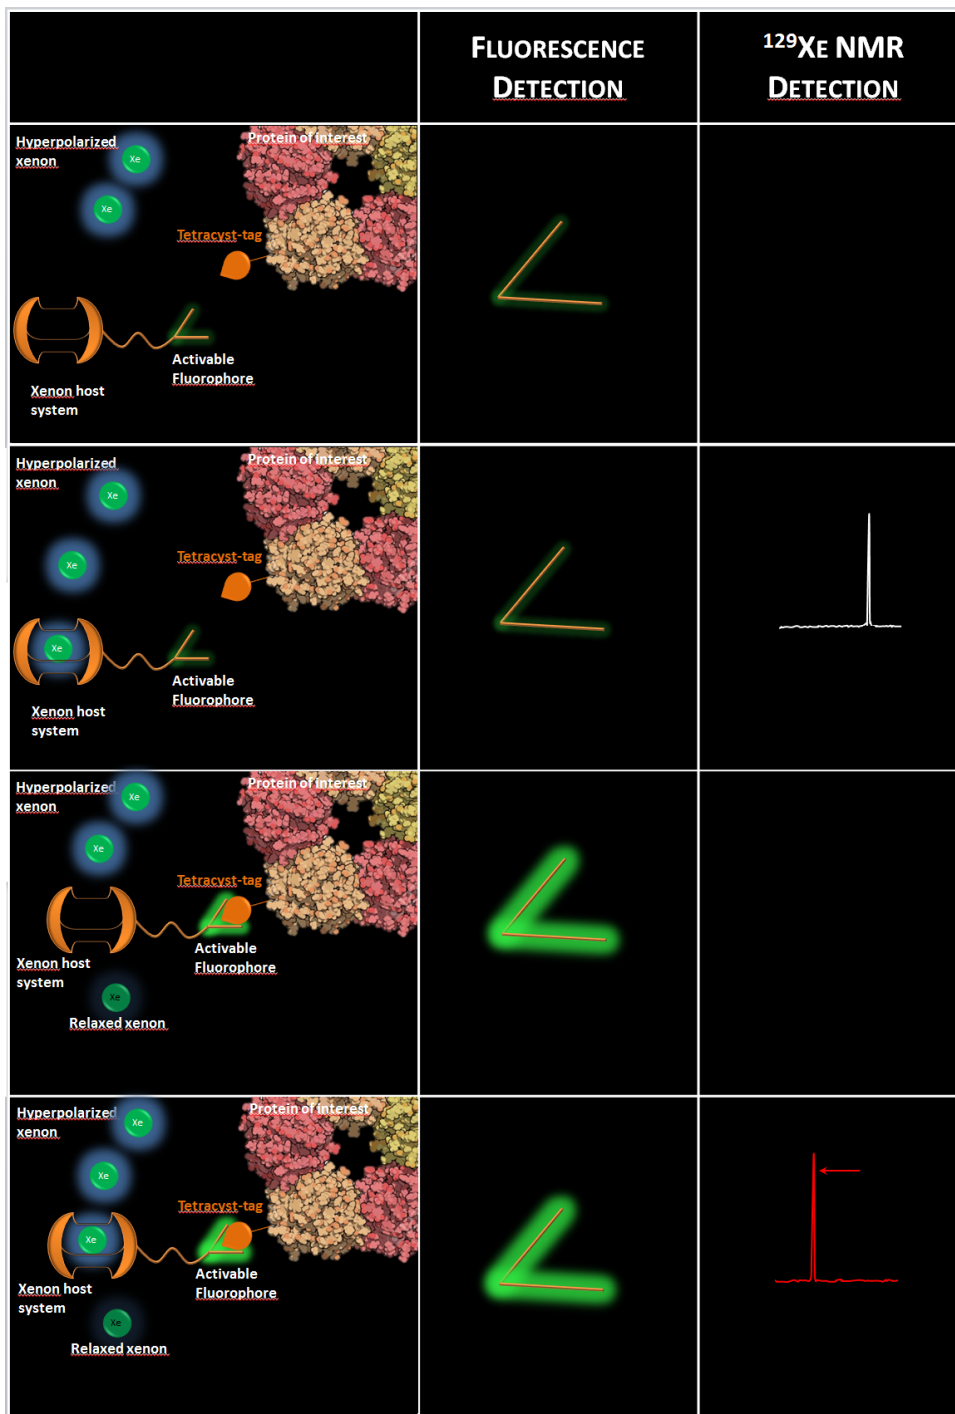 FLUORESCENCE
DETECTION
¹²⁹XE NMR
DETECTION
Hyperpolarized
xenon
Xe
Xe
Protein of interest
Tetracyst-tag
Activable
Fluorophore
Xenon host
system
Hyperpolarized
xenon
Xe
Xe
Xe
Protein of interest
Tetracyst-tag
Activable
Fluorophore
Xenon host
system
Hyperpolarized
xenon
Xe
Xe
Protein of interest
Tetracyst-tag
Activable
Fluorophore
Xenon host
system
Xe
Relaxed xenon
Hyperpolarized
xenon
Xe
Xe
Xe
Protein of interest
Tetracyst-tag
Activable
Fluorophore
Xenon host
system
Xe
Relaxed xenon